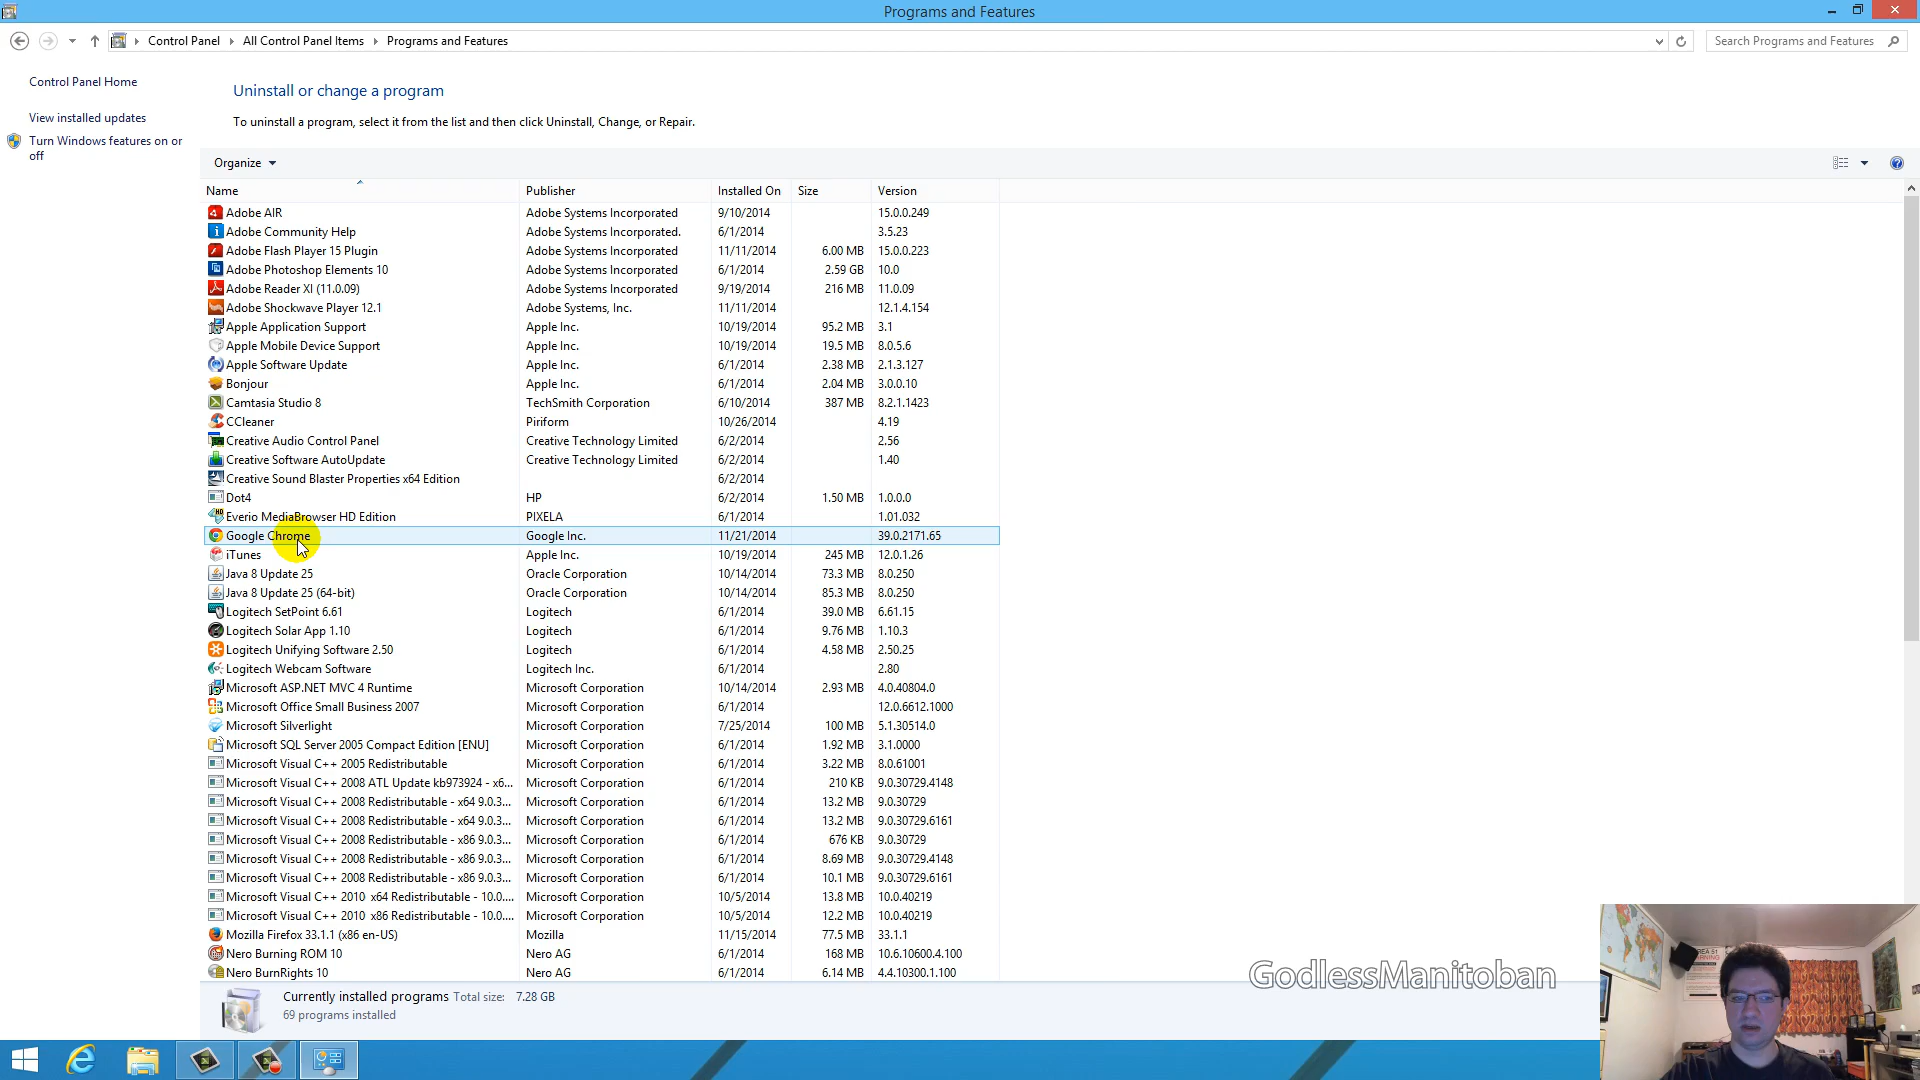 Programs and Features
Control Panel All Control Panel Items Programs and Features
Search Programs and Features
Control Panel Home
View installed updates
Turn Windows features on or off
Uninstall or change a program
To uninstall a program, select it from the list and then click Uninstall, Change, or Repair.
Organize
Name Publisher Installed On Size Version
Adobe AIR Adobe Systems Incorporated 9/10/2014 15.0.0.249
Adobe Community Help Adobe Systems Incorporated. 6/1/2014 3.5.23
Adobe Flash Player 15 Plugin Adobe Systems Incorporated 11/11/2014 6.00 MB 15.0.0.223
Adobe Photoshop Elements 10 Adobe Systems Incorporated 6/1/2014 2.59 GB 10.0
Adobe Reader XI (11.0.09) Adobe Systems Incorporated 9/19/2014 216 MB 11.0.09
Adobe Shockwave Player 12.1 Adobe Systems, Inc. 11/11/2014 12.1.4.154
Apple Application Support Apple Inc. 10/19/2014 95.2 MB 3.1
Apple Mobile Device Support Apple Inc. 10/19/2014 19.5 MB 8.0.5.6
Apple Software Update Apple Inc. 6/1/2014 2.38 MB 2.1.3.127
Bonjour Apple Inc. 6/1/2014 2.04 MB 3.0.0.10
Camtasia Studio 8 TechSmith Corporation 6/10/2014 387 MB 8.2.1.1423
CCleaner Piriform 10/26/2014 4.19
Creative Audio Control Panel Creative Technology Limited 6/2/2014 2.56
Creative Software AutoUpdate Creative Technology Limited 6/2/2014 1.40
Creative Sound Blaster Properties x64 Edition 6/2/2014
Dot4 HP 6/2/2014 1.50 MB 1.0.0.0
Everio MediaBrowser HD Edition PIXELA 6/1/2014 1.01.032
Google Chrome Google Inc. 11/21/2014 39.0.2171.65
iTunes Apple Inc. 10/19/2014 245 MB 12.0.1.26
Java 8 Update 25 Oracle Corporation 10/14/2014 73.3 MB 8.0.250
Java 8 Update 25 (64-bit) Oracle Corporation 10/14/2014 85.3 MB 8.0.250
Logitech SetPoint 6.61 Logitech 6/1/2014 39.0 MB 6.61.15
Logitech Solar App 1.10 Logitech 6/1/2014 9.76 MB 1.10.3
Logitech Unifying Software 2.50 Logitech 6/1/2014 4.58 MB 2.50.25
Logitech Webcam Software Logitech Inc. 6/1/2014 2.80
Microsoft ASP.NET MVC 4 Runtime Microsoft Corporation 10/14/2014 2.93 MB 4.0.40804.0
Microsoft Office Small Business 2007 Microsoft Corporation 6/1/2014 12.0.6612.1000
Microsoft Silverlight Microsoft Corporation 7/25/2014 100 MB 5.1.30514.0
Microsoft SQL Server 2005 Compact Edition [ENU] Microsoft Corporation 6/1/2014 1.92 MB 3.1.0000
Microsoft Visual C++ 2005 Redistributable Microsoft Corporation 6/1/2014 3.22 MB 8.0.61001
Microsoft Visual C++ 2008 ATL Update kb973924 - x6... Microsoft Corporation 6/1/2014 210 KB 9.0.30729.4148
Microsoft Visual C++ 2008 Redistributable - x64 9.0.3... Microsoft Corporation 6/1/2014 13.2 MB 9.0.30729
Microsoft Visual C++ 2008 Redistributable - x64 9.0.3... Microsoft Corporation 6/1/2014 13.2 MB 9.0.30729.6161
Microsoft Visual C++ 2008 Redistributable - x86 9.0.3... Microsoft Corporation 6/1/2014 676 KB 9.0.30729
Microsoft Visual C++ 2008 Redistributable - x86 9.0.3... Microsoft Corporation 6/1/2014 8.69 MB 9.0.30729.4148
Microsoft Visual C++ 2008 Redistributable - x86 9.0.3... Microsoft Corporation 6/1/2014 10.1 MB 9.0.30729.6161
Microsoft Visual C++ 2010 x64 Redistributable - 10.0.... Microsoft Corporation 10/5/2014 13.8 MB 10.0.40219
Microsoft Visual C++ 2010 x86 Redistributable - 10.0.... Microsoft Corporation 10/5/2014 12.2 MB 10.0.40219
Mozilla Firefox 33.1.1 (x86 en-US) Mozilla 11/15/2014 77.5 MB 33.1.1
Nero Burning ROM 10 Nero AG 6/1/2014 168 MB 10.6.10600.4.100
Nero BurnRights 10 Nero AG 6/1/2014 6.14 MB 4.4.10300.1.100
GodlessManitoban
Currently installed programs Total size: 7.28 GB
69 programs installed
AREA 51
WARNING